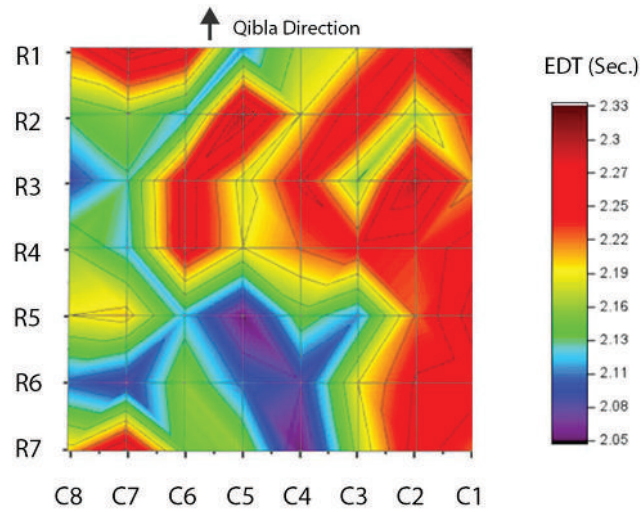 Qibla Direction
EDT (Sec.)
R1
R2
R3
R4
R5
R6
R7
C8 C7 C6 C5 C4 C3 C2 C1
2.33
2.27
2.25
2.22
2.19
2.16
2.13
2.11
2.08
2.05